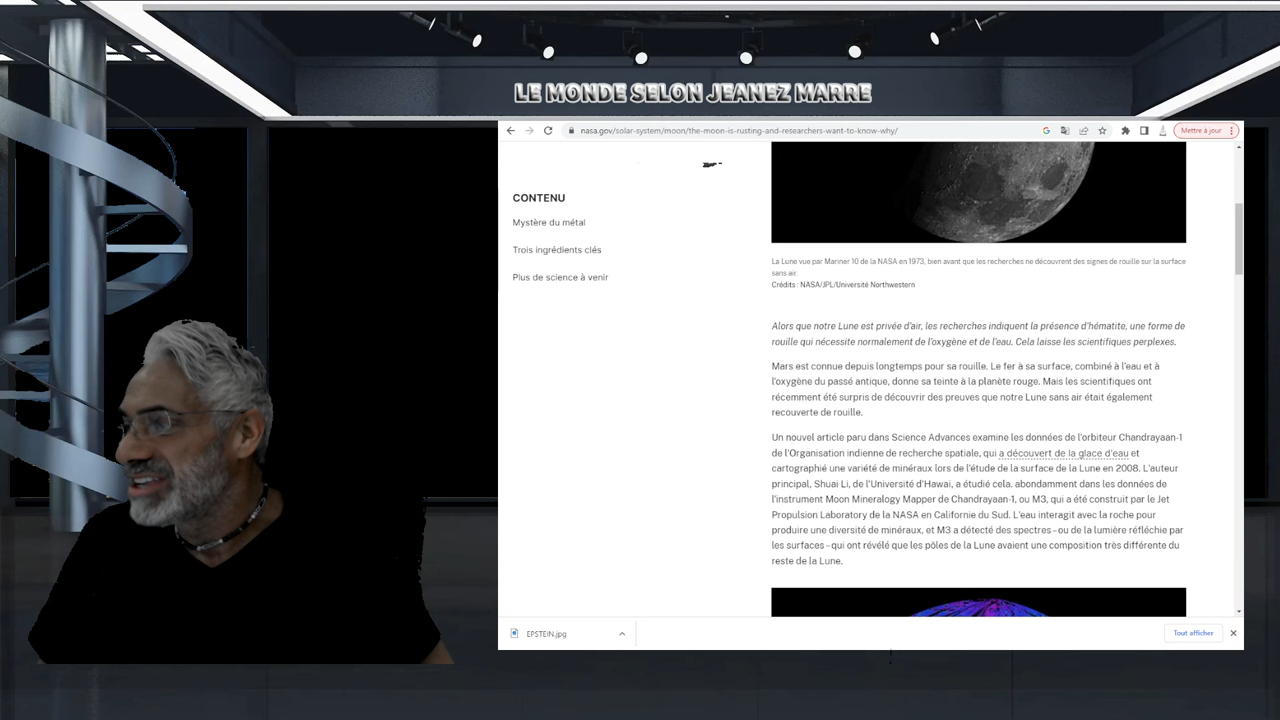 LE MONDE SELON JEANEZ MARRE
nasa.gov/solar-system/moon/the-moon-is-rusting-and-researchers-want-to-know-why/
Mettre à jour
CONTENU
Mystère du métal
Trois ingrédients clés
Plus de science à venir
La Lune vue par Mariner 10 de la NASA en 1973, bien avant que les recherches ne découvrent des signes de rouille sur la surface
sans air.
Crédits : NASA/JPL/Université Northwestern
Alors que notre Lune est privée d'air, les recherches indiquent la présence d'hématite, une forme de
rouille qui nécessite normalement de l'oxygène et de l'eau. Cela laisse les scientifiques perplexes.
Mars est connue depuis longtemps pour sa rouille. Le fer à sa surface, combiné à l'eau et à
l'oxygène du passé antique, donne sa teinte à la planète rouge. Mais les scientifiques ont
récemment été surpris de découvrir des preuves que notre Lune sans air était également
recouverte de rouille.
Un nouvel article paru dans Science Advances examine les données de l'orbiteur Chandrayaan-1
de l'Organisation indienne de recherche spatiale, qui a découvert de la glace d'eau et
cartographié une variété de minéraux lors de l'étude de la surface de la Lune en 2008. L'auteur
principal, Shuai Li, de l'Université d'Hawai, a étudié cela. abondamment dans les données de
l'instrument Moon Mineralogy Mapper de Chandrayaan-1, ou M3, qui a été construit par le Jet
Propulsion Laboratory de la NASA en Californie du Sud. L'eau interagit avec la roche pour
produire une diversité de minéraux, et M3 a détecté des spectres – ou de la lumière réfléchie par
les surfaces – qui ont révélé que les pôles de la Lune avaient une composition très différente du
reste de la Lune.
EPSTEIN.jpg
Tout afficher